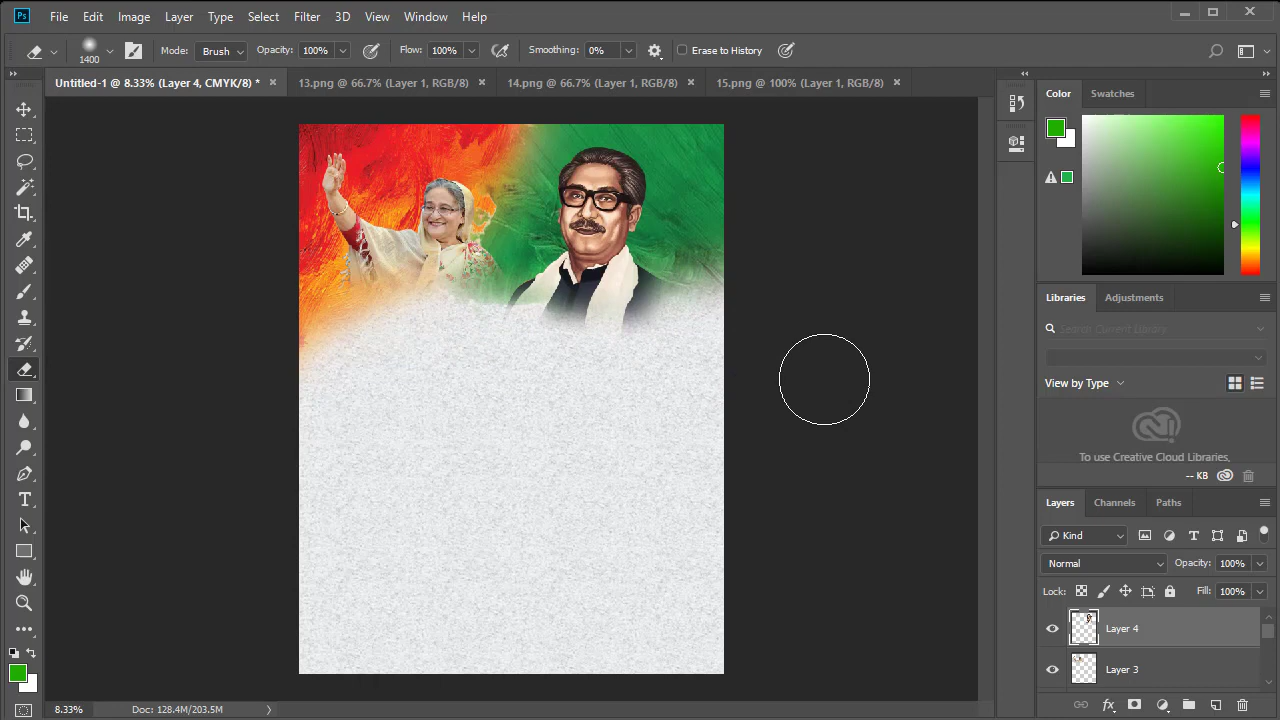 Ps File Edit Image Layer Type Select Filter 3D View Window Help
1400 Mode: Brush Opacity: 100% Flow: 100% Smoothing: 0% Erase to History
Untitled-1 @ 8.33% (Layer 4, CMYK/8) * 13.png @ 66.7% (Layer 1, RGB/8) 14.png @ 66.7% (Layer 1, RGB/8) 15.png @ 100% (Layer 1, RGB/8)
Color Swatches
Libraries Adjustments
Search Current Library
View by Type
To use Creative Cloud Libraries,
-- KB
Layers Channels Paths
Kind
Normal Opacity: 100%
Lock: Fill: 100%
Layer 4
Layer 3
8.33% Doc: 128.4M/203.5M